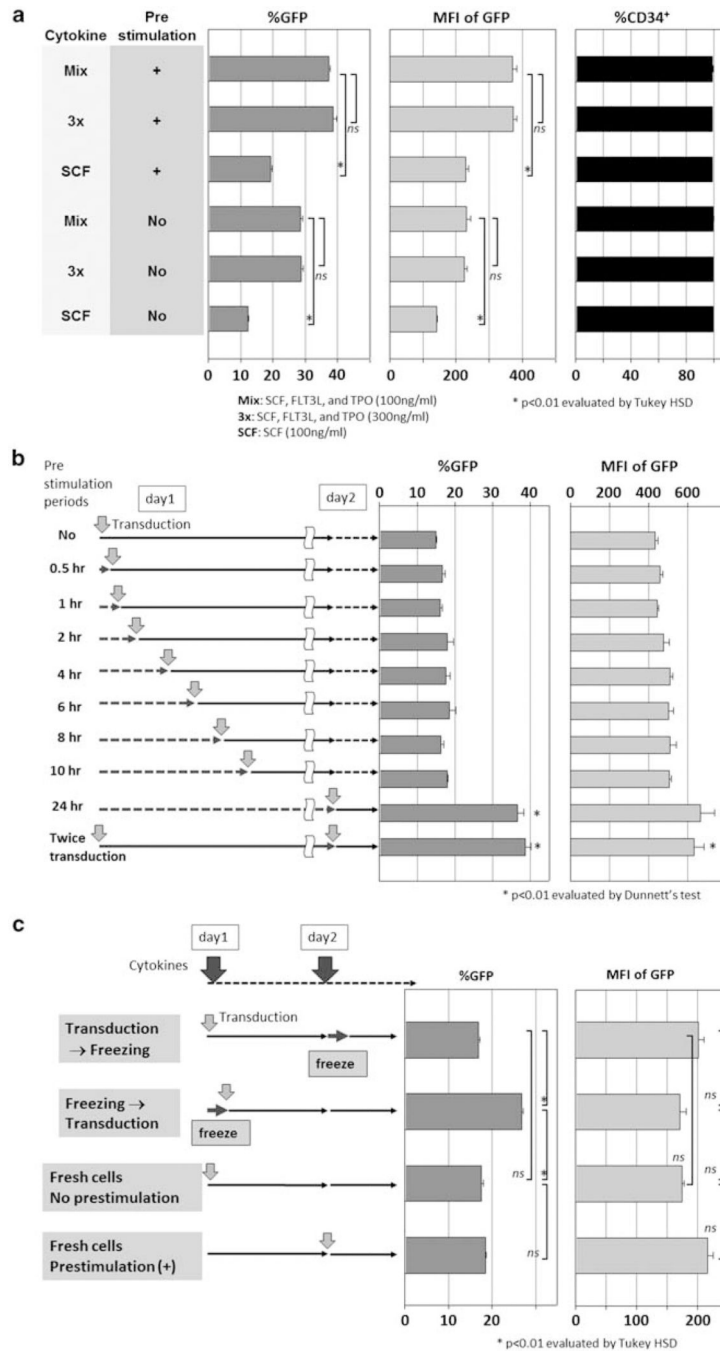 a
Cytokine Pre stimulation %GFP MFI of GFP %CD34+
Mix +
3x +
SCF +
Mix No
3x No
SCF No
ns
*
ns
*
ns
*
ns
*
0 10 20 30 40
0 200 400 600
0 20 40 60 80
Mix: SCF, FLT3L, and TPO (100ng/ml)
3x: SCF, FLT3L, and TPO (300ng/ml)
SCF: SCF (100ng/ml)
* p<0.01 evaluated by Tukey HSD
b
Pre stimulation periods
day1
day2
%GFP
MFI of GFP
0 10 20 30 40
0 200 400 600
Transduction
No
0.5 hr
1 hr
2 hr
4 hr
6 hr
8 hr
10 hr
24 hr
*
Twice transduction
*
*
* p<0.01 evaluated by Dunnett's test
c
day1
day2
Cytokines
%GFP
MFI of GFP
Transduction → Freezing
Transduction
freeze
Freezing → Transduction
freeze
Fresh cells No prestimulation
Fresh cells Prestimulation (+)
*
ns
*
ns
ns
ns
ns
ns
0 10 20
0 100 200
* p<0.01 evaluated by Tukey HSD